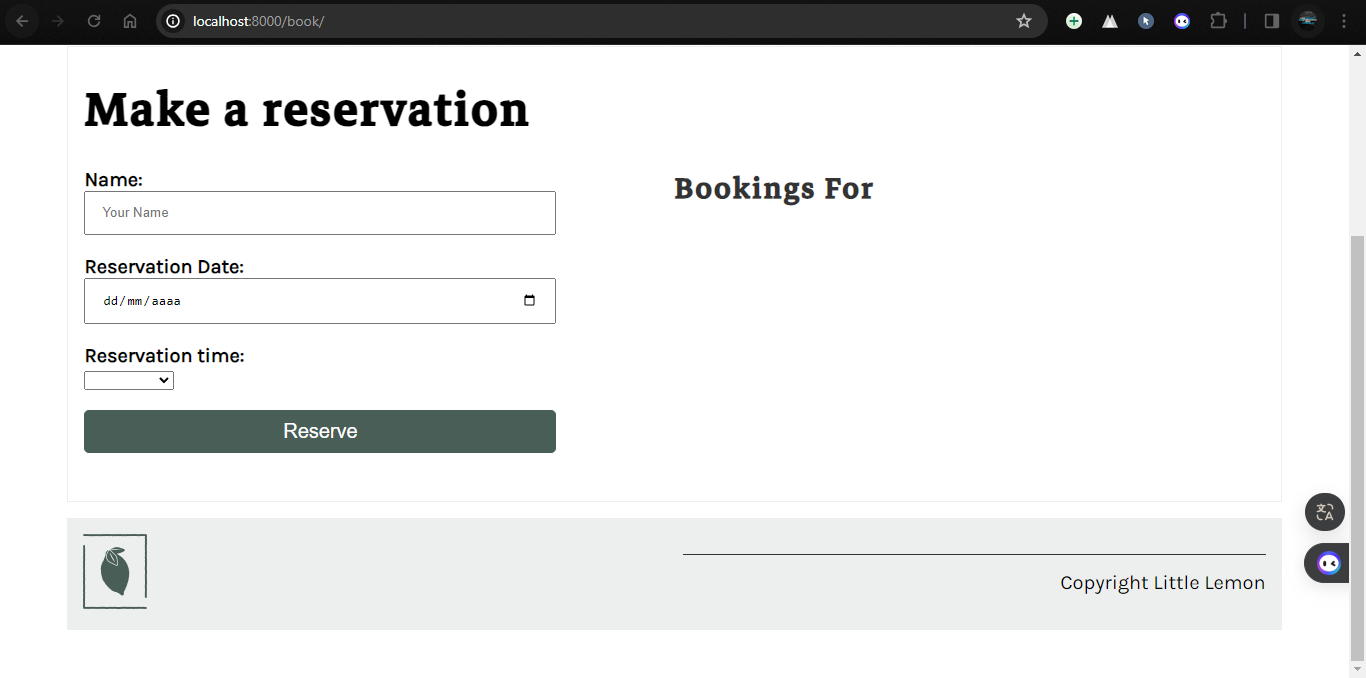 localhost:8000/book/
Make a reservation
Name:
Your Name
Bookings For
Reservation Date:
dd/mm/aaaa
Reservation time:
Reserve
Copyright Little Lemon